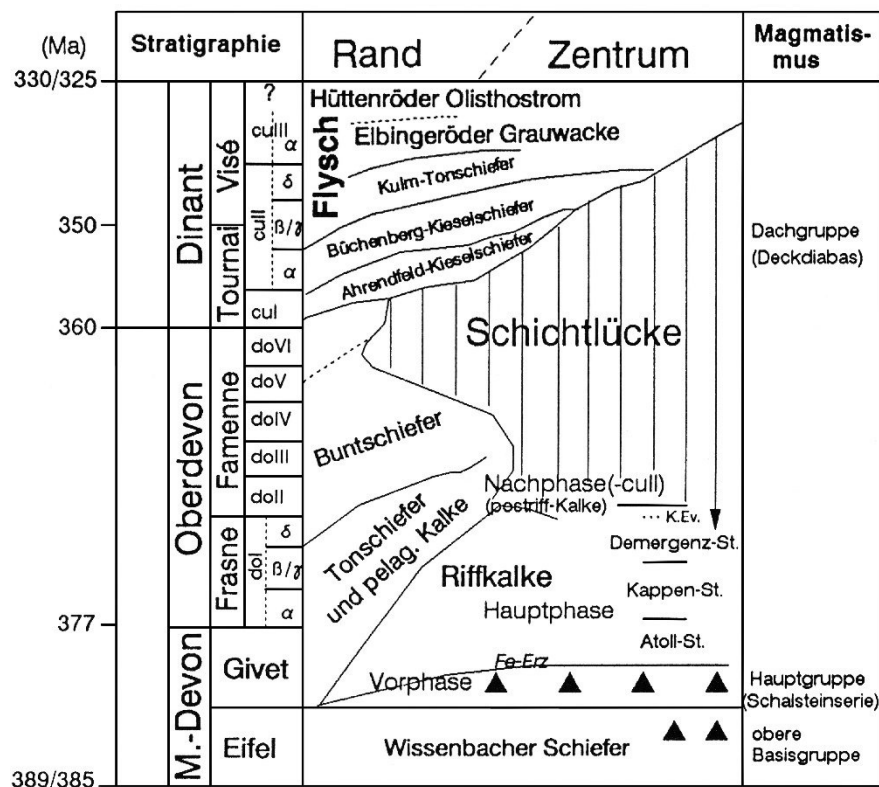 (Ma)
Stratigraphie
Rand
Zentrum
Magmatis-
mus
330/325
350
360
377
389/385
Dinant
Oberdevon
M.-Devon
Visé
Tournai
Famenne
Frasne
Givet
Eifel
?
cuIII
α
δ
cuII
β/γ
α
cuI
doVI
doV
doIV
doIII
doII
δ
doI
β/γ
α
Flysch
Hüttenröder Olisthostrom
Elbingeröder Grauwacke
Kulm-Tonschiefer
Büchenberg-Kieselschiefer
Ahrendfeld-Kieselschiefer
Schichtlücke
Buntschiefer
Nachphase(-cuII)
(postriff-Kalke)
Tonschiefer
und pelag. Kalke
K.Ev.
Demergenz-St.
Riffkalke
Kappen-St.
Hauptphase
Atoll-St.
Fe-Erz
Vorphase
Wissenbacher Schiefer
Dachgruppe
(Deckdiabas)
Hauptgruppe
(Schalsteinserie)
obere
Basisgruppe